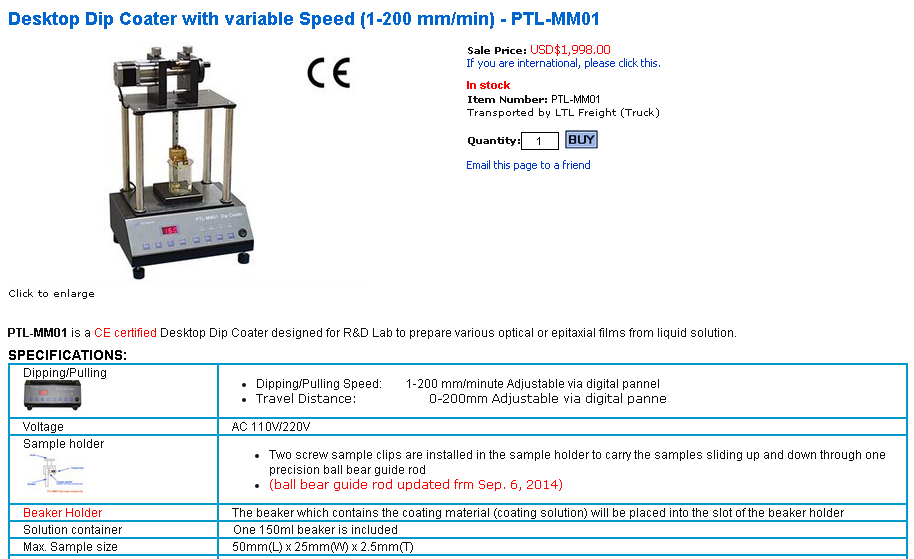 Desktop Dip Coater with variable Speed (1-200 mm/min) - PTL-MM01
CE
Sale Price: USD$1,998.00
If you are international, please click this.
In stock
Item Number: PTL-MM01
Transported by LTL Freight (Truck)
Quantity: 1 BUY
Email this page to a friend
PTL-MM01 Dip Coater
Click to enlarge
PTL-MM01 is a CE certified Desktop Dip Coater designed for R&D Lab to prepare various optical or epitaxial films from liquid solution.
SPECIFICATIONS:
Dipping/Pulling
• Dipping/Pulling Speed: 1-200 mm/minute Adjustable via digital pannel
• Travel Distance: 0-200mm Adjustable via digital panne
Voltage AC 110V/220V
Sample holder
• Two screw sample clips are installed in the sample holder to carry the samples sliding up and down through one
precision ball bear guide rod
• (ball bear guide rod updated frm Sep. 6, 2014)
Beaker Holder The beaker which contains the coating material (coating solution) will be placed into the slot of the beaker holder
Solution container One 150ml beaker is included
Max. Sample size 50mm(L) x 25mm(W) x 2.5mm(T)